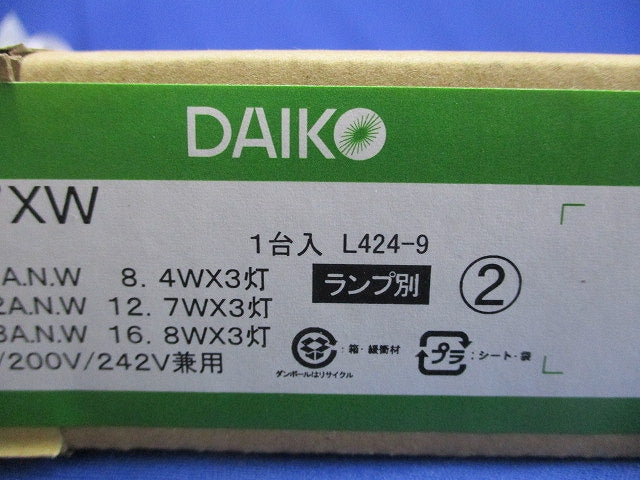 DAIKO
XW
1台入 L424-9
A.N.W 8.4WX3灯
2A.N.W 12.7WX3灯
3A.N.W 16.8WX3灯
/200V/242V兼用
ランプ別
②
:箱・緩衝材
ダンボールはリサイクル
プラ
:シート・袋